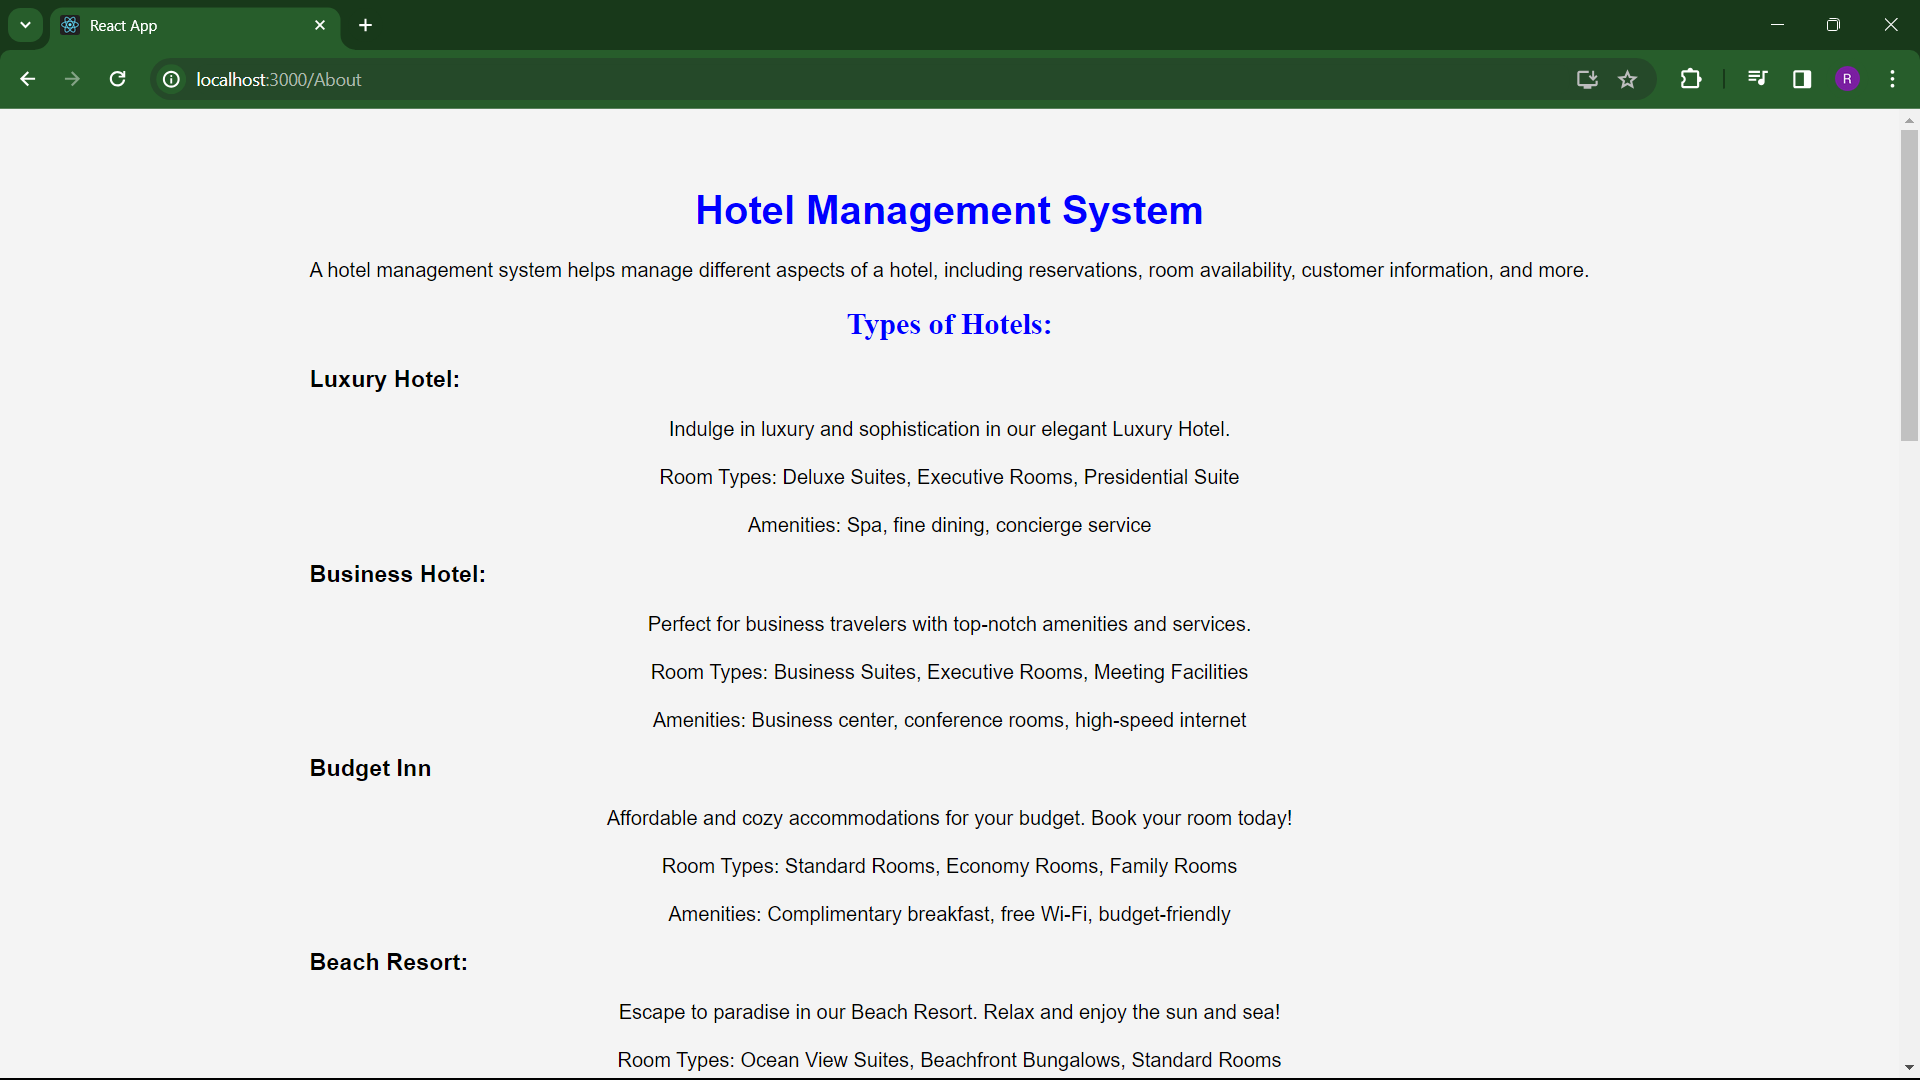 React App
localhost:3000/About
R
Hotel Management System
A hotel management system helps manage different aspects of a hotel, including reservations, room availability, customer information, and more.
Types of Hotels:
Luxury Hotel:
Indulge in luxury and sophistication in our elegant Luxury Hotel.
Room Types: Deluxe Suites, Executive Rooms, Presidential Suite
Amenities: Spa, fine dining, concierge service
Business Hotel:
Perfect for business travelers with top-notch amenities and services.
Room Types: Business Suites, Executive Rooms, Meeting Facilities
Amenities: Business center, conference rooms, high-speed internet
Budget Inn
Affordable and cozy accommodations for your budget. Book your room today!
Room Types: Standard Rooms, Economy Rooms, Family Rooms
Amenities: Complimentary breakfast, free Wi-Fi, budget-friendly
Beach Resort:
Escape to paradise in our Beach Resort. Relax and enjoy the sun and sea!
Room Types: Ocean View Suites, Beachfront Bungalows, Standard Rooms